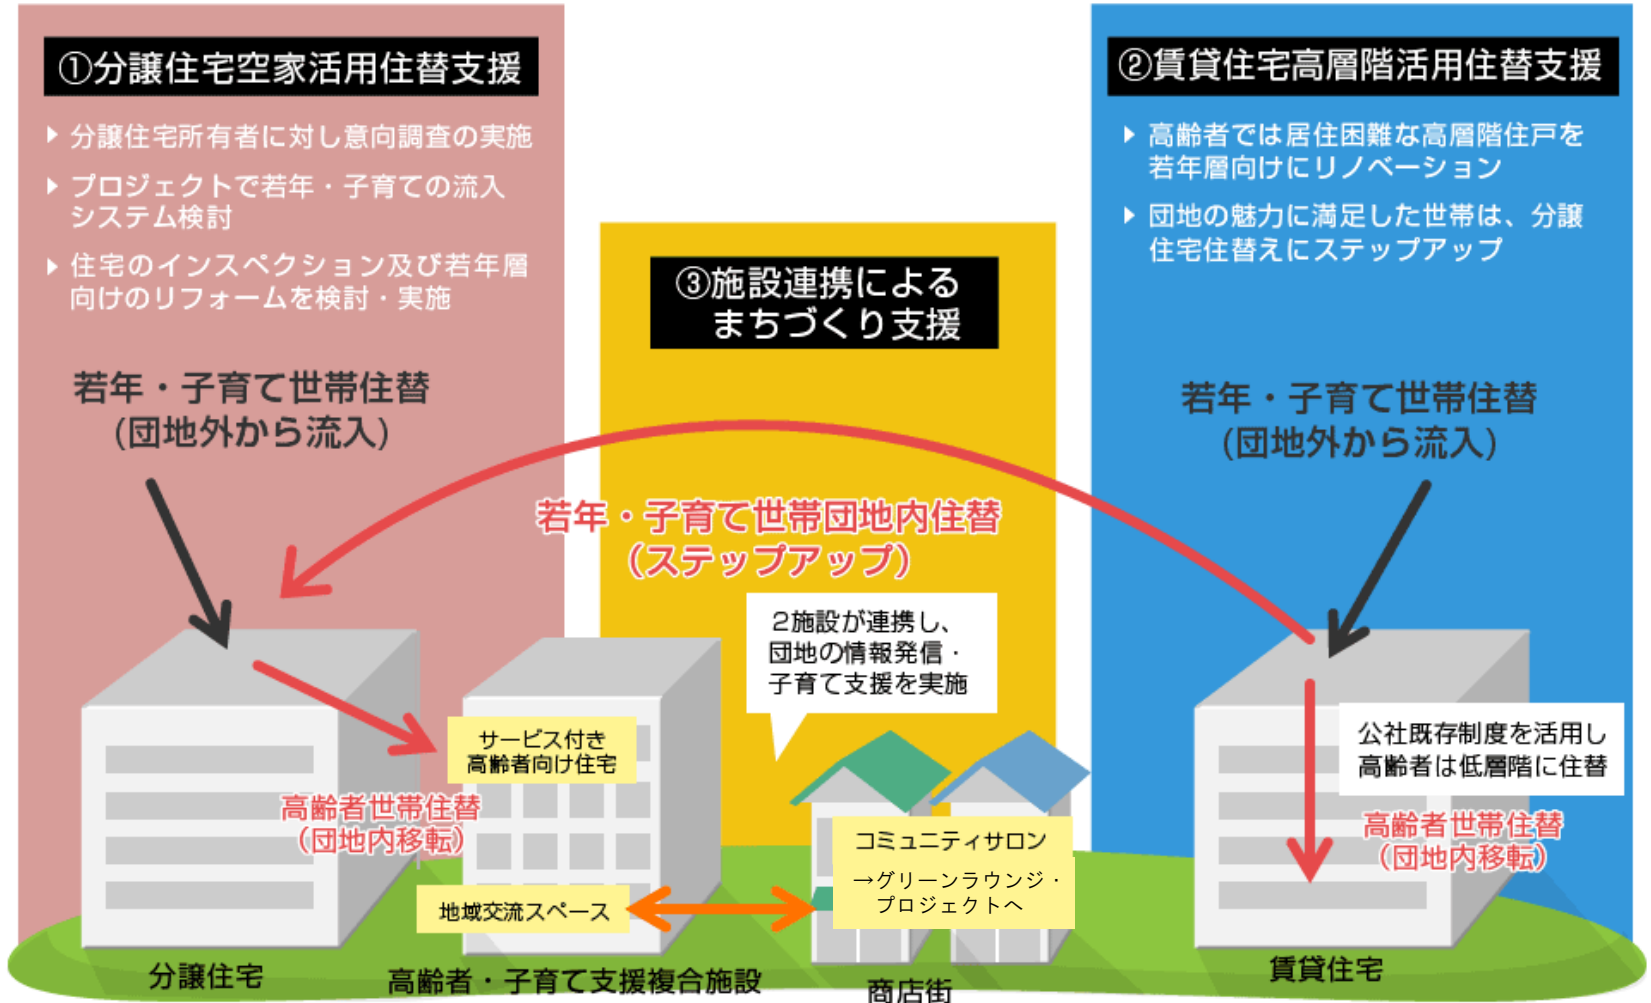 ①分譲住宅空家活用住替支援
分譲住宅所有者に対し意向調査の実施
プロジェクトで若年・子育ての流入
システム検討
住宅のインスペクション及び若年層
向けのリフォームを検討・実施
若年・子育て世帯住替
(団地外から流入)
③施設連携による
まちづくり支援
②賃貸住宅高層階活用住替支援
高齢者では居住困難な高層階住戸を
若年層向けにリノベーション
団地の魅力に満足した世帯は、分譲
住宅住替えにステップアップ
若年・子育て世帯住替
(団地外から流入)
若年・子育て世帯団地内住替
(ステップアップ)
2施設が連携し、
団地の情報発信・
子育て支援を実施
サービス付き
高齢者向け住宅
高齢者世帯住替
(団地内移転)
地域交流スペース
コミュニティサロン
→グリーンラウンジ・
プロジェクトへ
公社既存制度を活用し
高齢者は低層階に住替
高齢者世帯住替
(団地内移転)
分譲住宅
高齢者・子育て支援複合施設
商店街
賃貸住宅